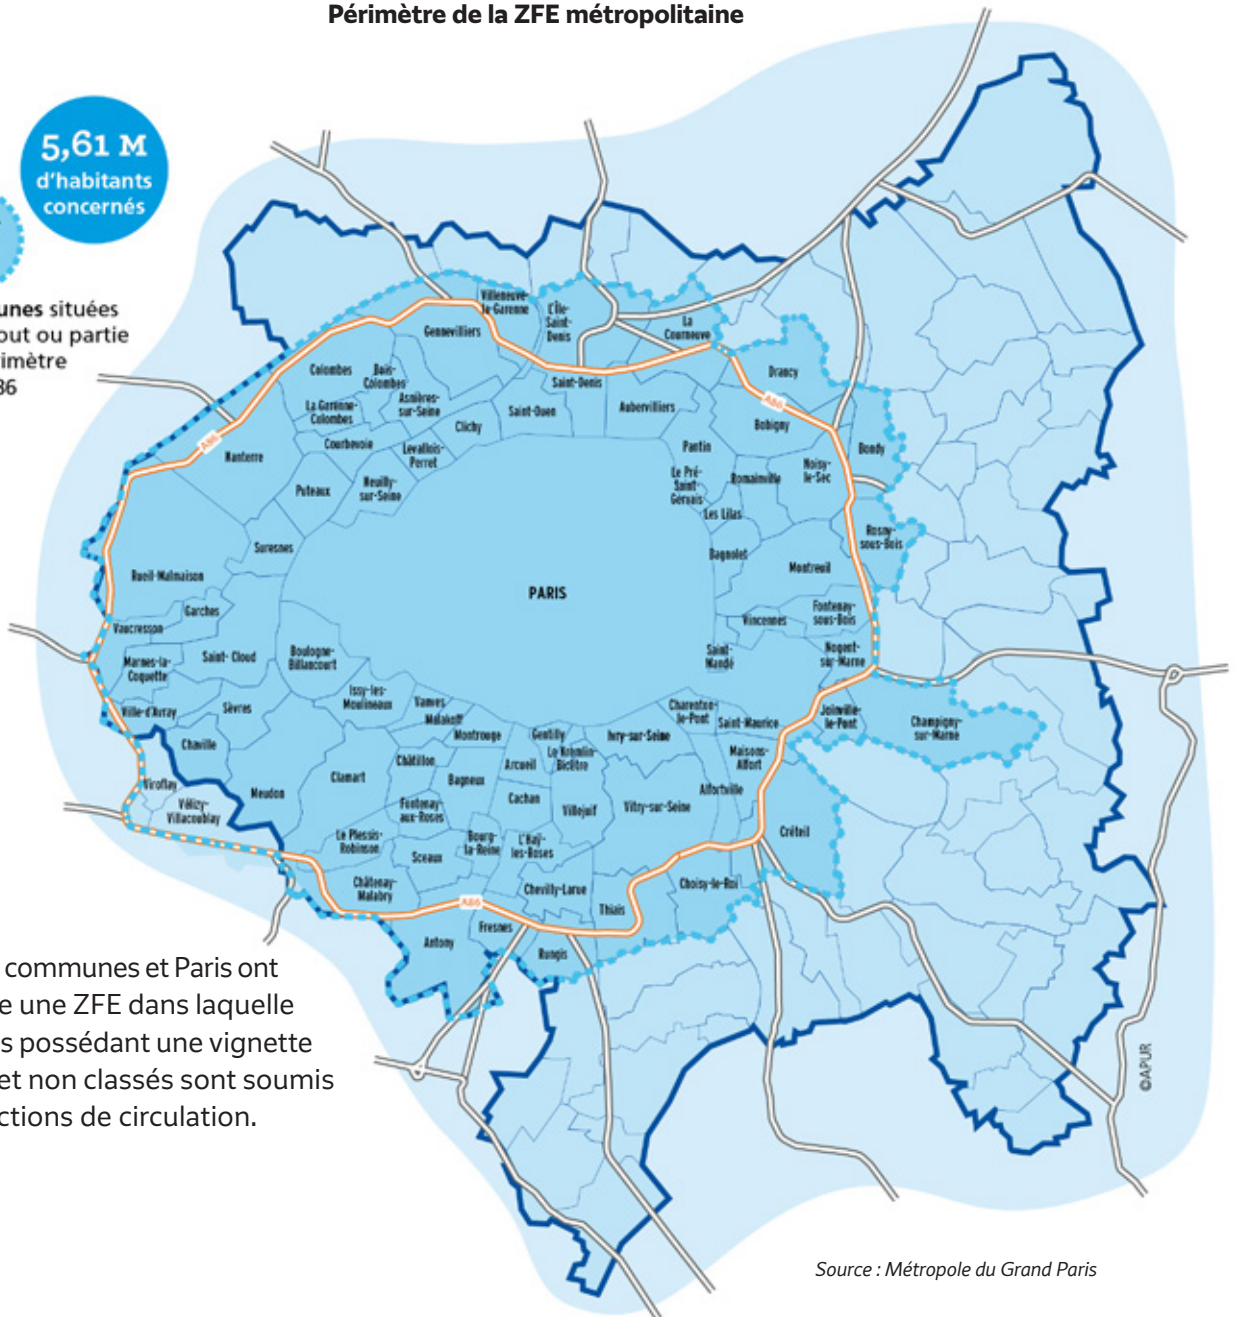 Périmètre de la ZFE métropolitaine
5,61 M
d'habitants
concernés
unes situées
out ou partie
rimètre
86
Villeneuve-
la-Garenne
L'Île-
Saint-
Denis
La
Courneuve
Gennevilliers
Colombes
Bois-
Colombes
Drancy
Saint-Denis
A86
La Garenne-
Colombes
Asnières-
sur-Seine
Saint-Ouen
Aubervilliers
Bobigny
Clichy
A86
Courbevoie
Levallois-
Perret
Pantin
Bondy
Nanterre
Le Pré-
Saint-
Gervais
Romainville
Noisy-
le-Sec
Puteaux
Neuilly-
sur-Seine
Les Lilas
Rosny-
sous-Bois
Suresnes
Bagnolet
Montreuil
Rueil-Malmaison
PARIS
Garches
Fontenay-
sous-Bois
Vaucresson
Vincennes
Marnes-la-
Coquette
Saint-Cloud
Boulogne-
Billancourt
Saint-
Mandé
Nogent-
sur-Marne
Issy-les-
Moulineaux
Vanves
Charenton-
le-Pont
Ville-d'Avray
Sèvres
Malakoff
Saint-Maurice
Joinville-
le-Pont
Champigny-
sur-Marne
Montrouge
Gentilly
Ivry-sur-Seine
Chaville
Châtillon
Arcueil
Le Kremlin-
Bicêtre
Maisons-
Alfort
Clamart
Bagneux
Viroflay
Meudon
Alfortville
Vélizy-
Villacoublay
Fontenay-
aux-Roses
Cachan
Villejuif
Vitry-sur-Seine
Le Plessis-
Robinson
Bourg-
la-Reine
L'Haÿ-
les-Roses
Créteil
Sceaux
Châtenay-
Malabry
Chevilly-Larue
Choisy-le-Roi
A86
Thiais
Fresnes
Antony
Rungis
communes et Paris ont
e une ZFE dans laquelle
s possédant une vignette
et non classés sont soumis
ctions de circulation.
©APUR
Source : Métropole du Grand Paris